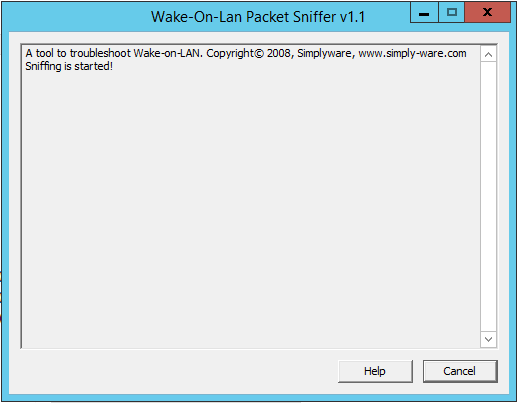 Wake-On-Lan Packet Sniffer v1.1
A tool to troubleshoot Wake-on-LAN. Copyright© 2008, Simplyware, www.simply-ware.com
Sniffing is started!
Help
Cancel